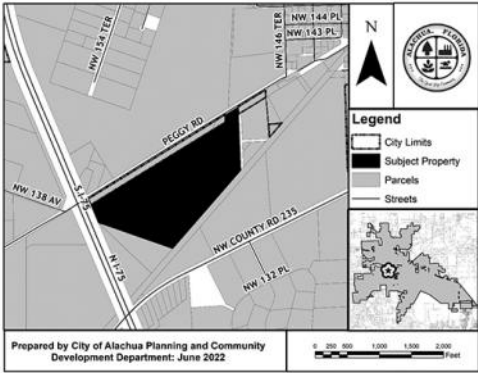 NW 154 TER
NW 146 TER
NW 144 PL
NW 143 PL
PEGGY RD
NW 138 AV
S I-75
N I-75
NW COUNTY RD 235
NW 132 PL
N
ALACHUA, FLORIDA
Legend
City Limits
Subject Property
Parcels
Streets
Prepared by City of Alachua Planning and Community
Development Department: June 2022
0 250 500 1,000 1,500 2,000
Feet